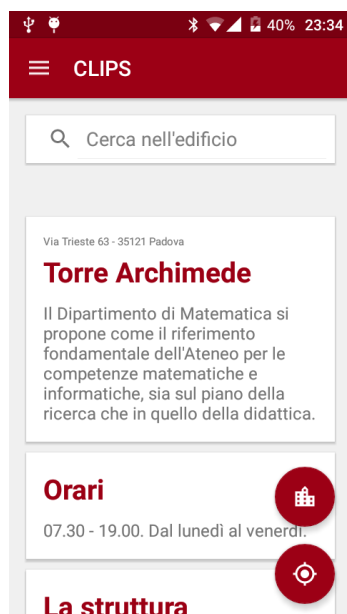 40% 23:34
CLIPS
Cerca nell'edificio
Via Trieste 63 - 35121 Padova
Torre Archimede
Il Dipartimento di Matematica si
propone come il riferimento
fondamentale dell'Ateneo per le
competenze matematiche e
informatiche, sia sul piano della
ricerca che in quello della didattica.
Orari
07.30 - 19.00. Dal lunedì al venerdì.
La struttura